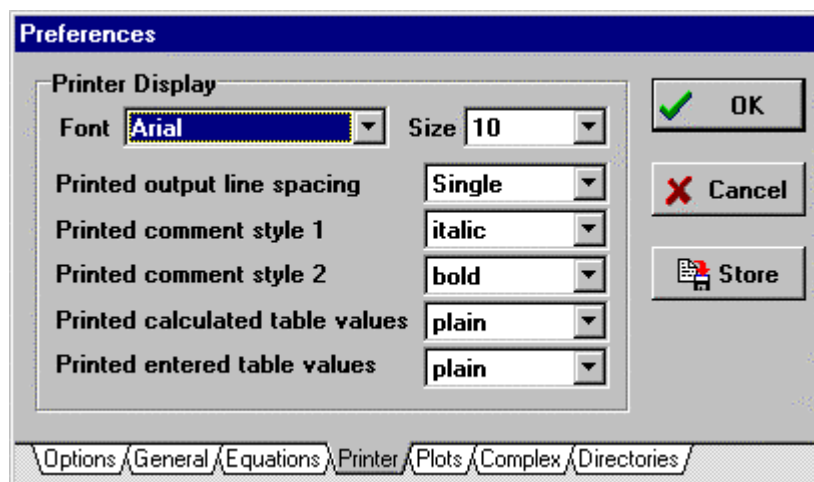 Preferences
Printer Display
Font Arial Size 10
Printed output line spacing Single
Printed comment style 1 italic
Printed comment style 2 bold
Printed calculated table values plain
Printed entered table values plain
OK
Cancel
Store
Options General Equations Printer Plots Complex Directories